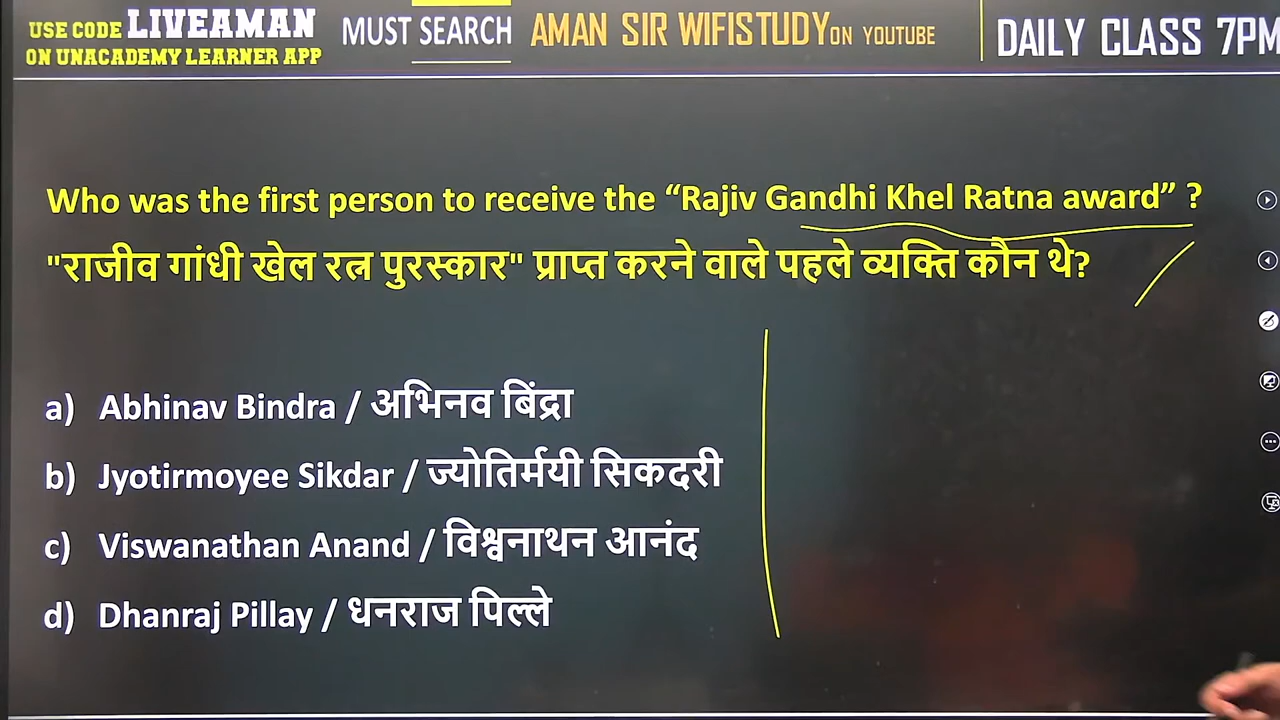 USE CODE LIVEAMAN
ON UNACADEMY LEARNER APP
MUST SEARCH
AMAN SIR WIFISTUDY ON YOUTUBE
DAILY CLASS 7PM
Who was the first person to receive the “Rajiv Gandhi Khel Ratna award” ?
"राजीव गांधी खेल रत्न पुरस्कार" प्राप्त करने वाले पहले व्यक्ति कौन थे?
a) Abhinav Bindra / अभिनव बिंद्रा
b) Jyotirmoyee Sikdar / ज्योतिर्मयी सिकदरी
c) Viswanathan Anand / विश्वनाथन आनंद
d) Dhanraj Pillay / धनराज पिल्ले